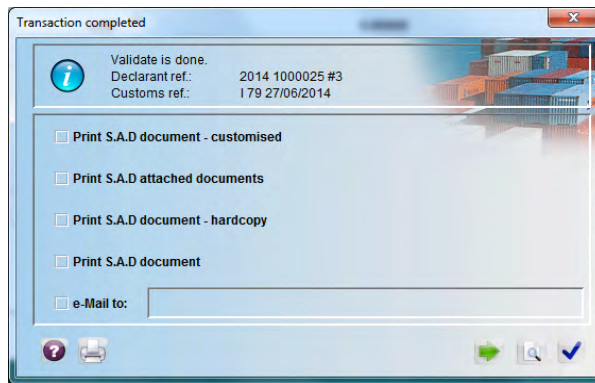 Transaction completed
Validate is done.
Declarant ref.: 2014 1000025 #3
Customs ref.: I 79 27/06/2014
Print S.A.D document - customised
Print S.A.D attached documents
Print S.A.D document - hardcopy
Print S.A.D document
e-Mail to: